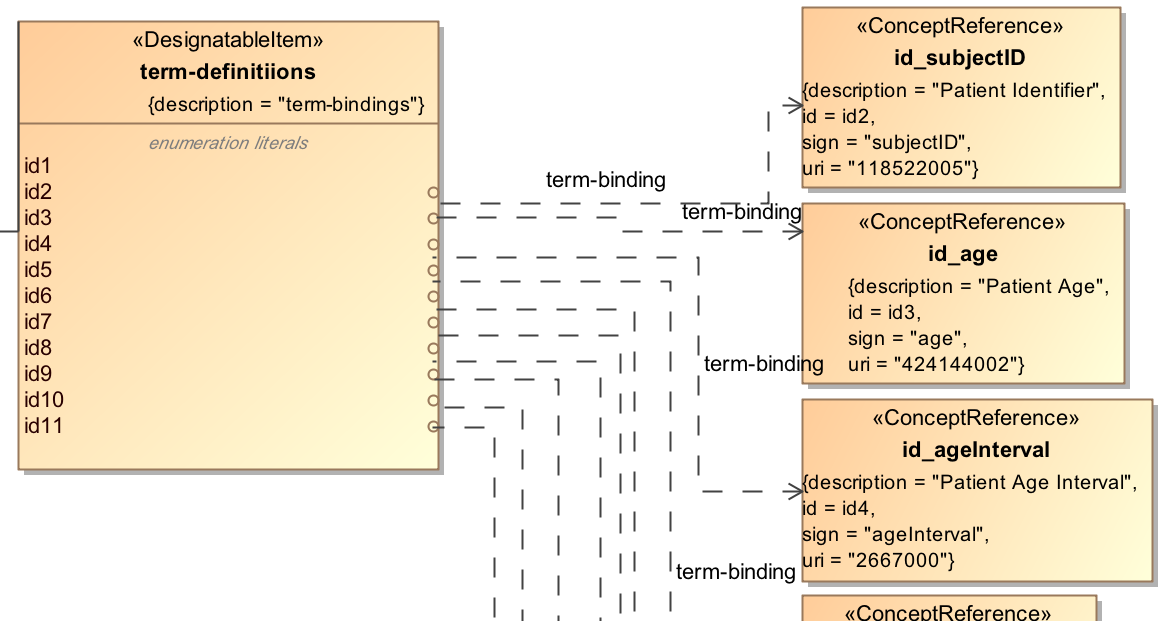 «DesignatableItem»
term-definitiions
{description = "term-bindings"}
enumeration literals
id1
id2
id3
id4
id5
id6
id7
id8
id9
id10
id11
term-binding
term-binding
term-binding
term-binding
«ConceptReference»
id_subjectID
{description = "Patient Identifier",
id = id2,
sign = "subjectID",
uri = "118522005"}
«ConceptReference»
id_age
{description = "Patient Age",
id = id3,
sign = "age",
uri = "424144002"}
«ConceptReference»
id_ageInterval
{description = "Patient Age Interval",
id = id4,
sign = "ageInterval",
uri = "2667000"}
«ConceptReference»